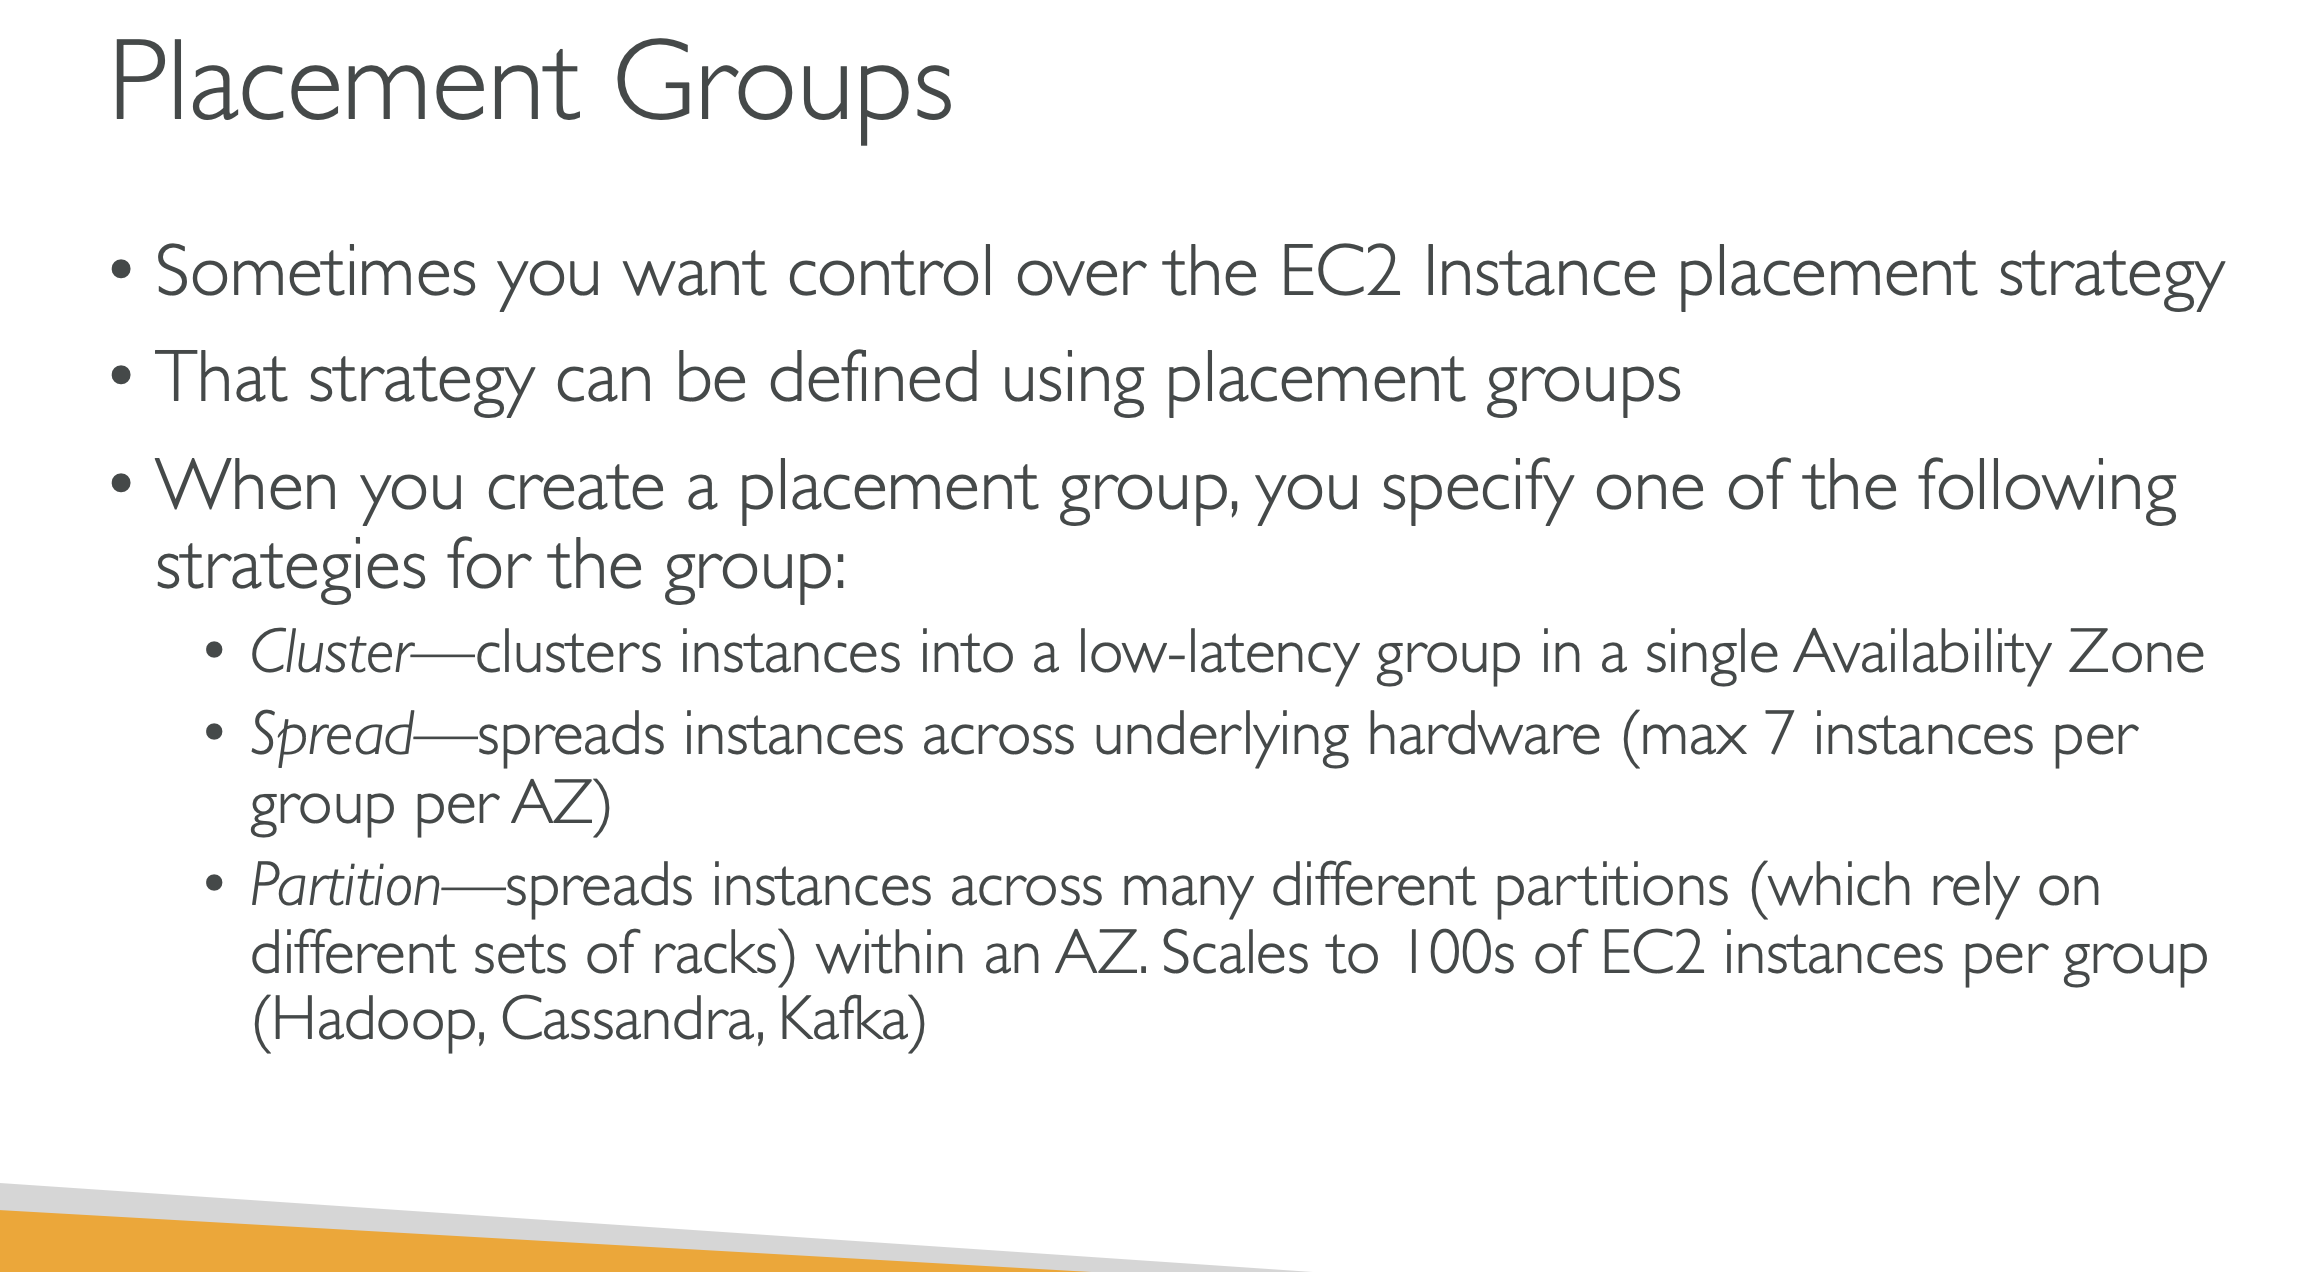 Placement Groups
• Sometimes you want control over the EC2 Instance placement strategy
• That strategy can be defined using placement groups
• When you create a placement group, you specify one of the following
strategies for the group:
• Cluster—clusters instances into a low-latency group in a single Availability Zone
• Spread—spreads instances across underlying hardware (max 7 instances per
group per AZ)
• Partition—spreads instances across many different partitions (which rely on
different sets of racks) within an AZ. Scales to 100s of EC2 instances per group
(Hadoop, Cassandra, Kafka)